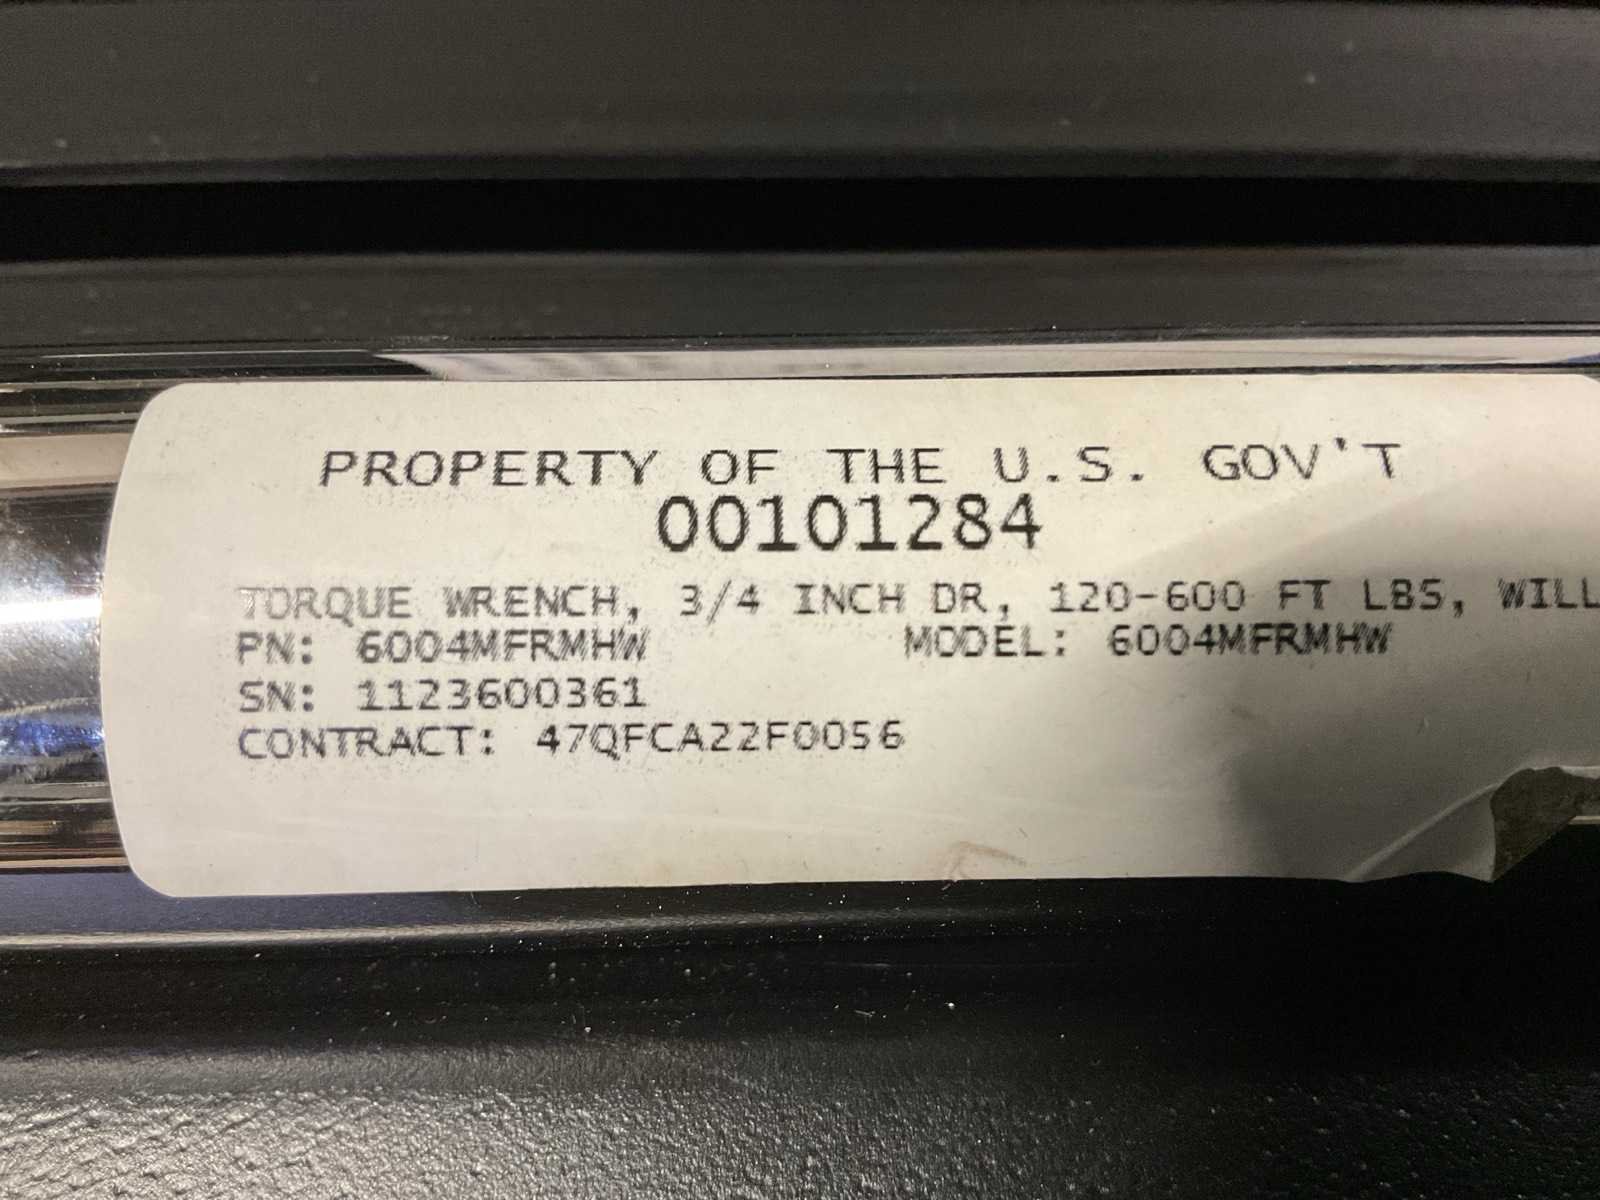 PROPERTY OF THE U.S. GOV'T
00101284
TORQUE WRENCH, 3/4 INCH DR, 120-600 FT LBS, WILL
PN: 6004MFRMHW MODEL: 6004MFRMHW
SN: 1123600361
CONTRACT: 47QFCA22F0056